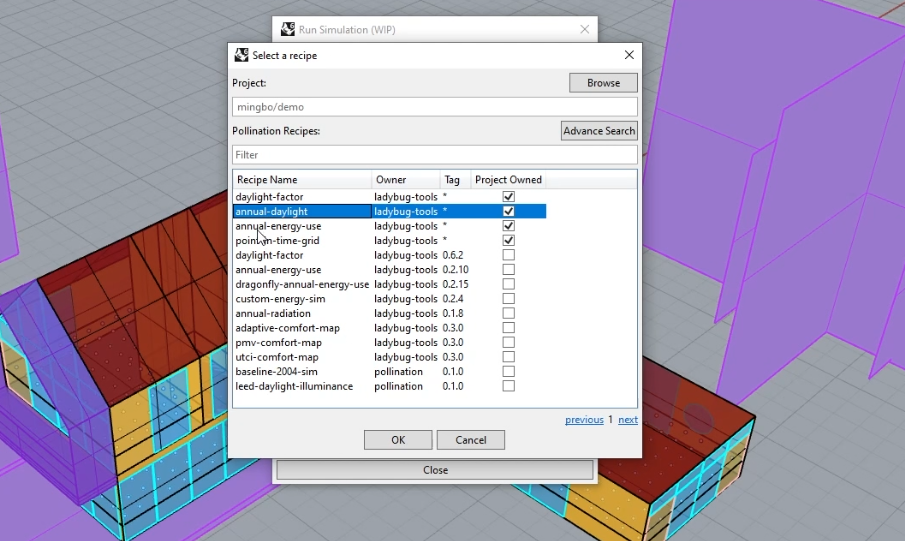 Run Simulation (WIP)
Select a recipe
Project:
Browse
mingbo/demo
Pollination Recipes:
Advance Search
Filter
Recipe Name Owner Tag Project Owned
daylight-factor ladybug-tools *
annual-daylight ladybug-tools *
annual-energy-use ladybug-tools *
point-in-time-grid ladybug-tools *
daylight-factor ladybug-tools 0.6.2
annual-energy-use ladybug-tools 0.2.10
dragonfly-annual-energy-use ladybug-tools 0.2.15
custom-energy-sim ladybug-tools 0.2.4
annual-radiation ladybug-tools 0.1.8
adaptive-comfort-map ladybug-tools 0.3.0
pmv-comfort-map ladybug-tools 0.3.0
utci-comfort-map ladybug-tools 0.3.0
baseline-2004-sim pollination 0.1.0
leed-daylight-illuminance pollination 0.1.0
previous 1 next
OK Cancel
Close